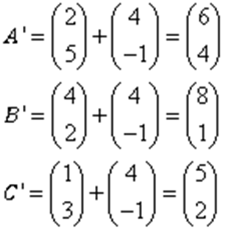 A' = (2 5) + (4 -1) = (6 4)
B' = (4 2) + (4 -1) = (8 1)
C' = (1 3) + (4 -1) = (5 2)